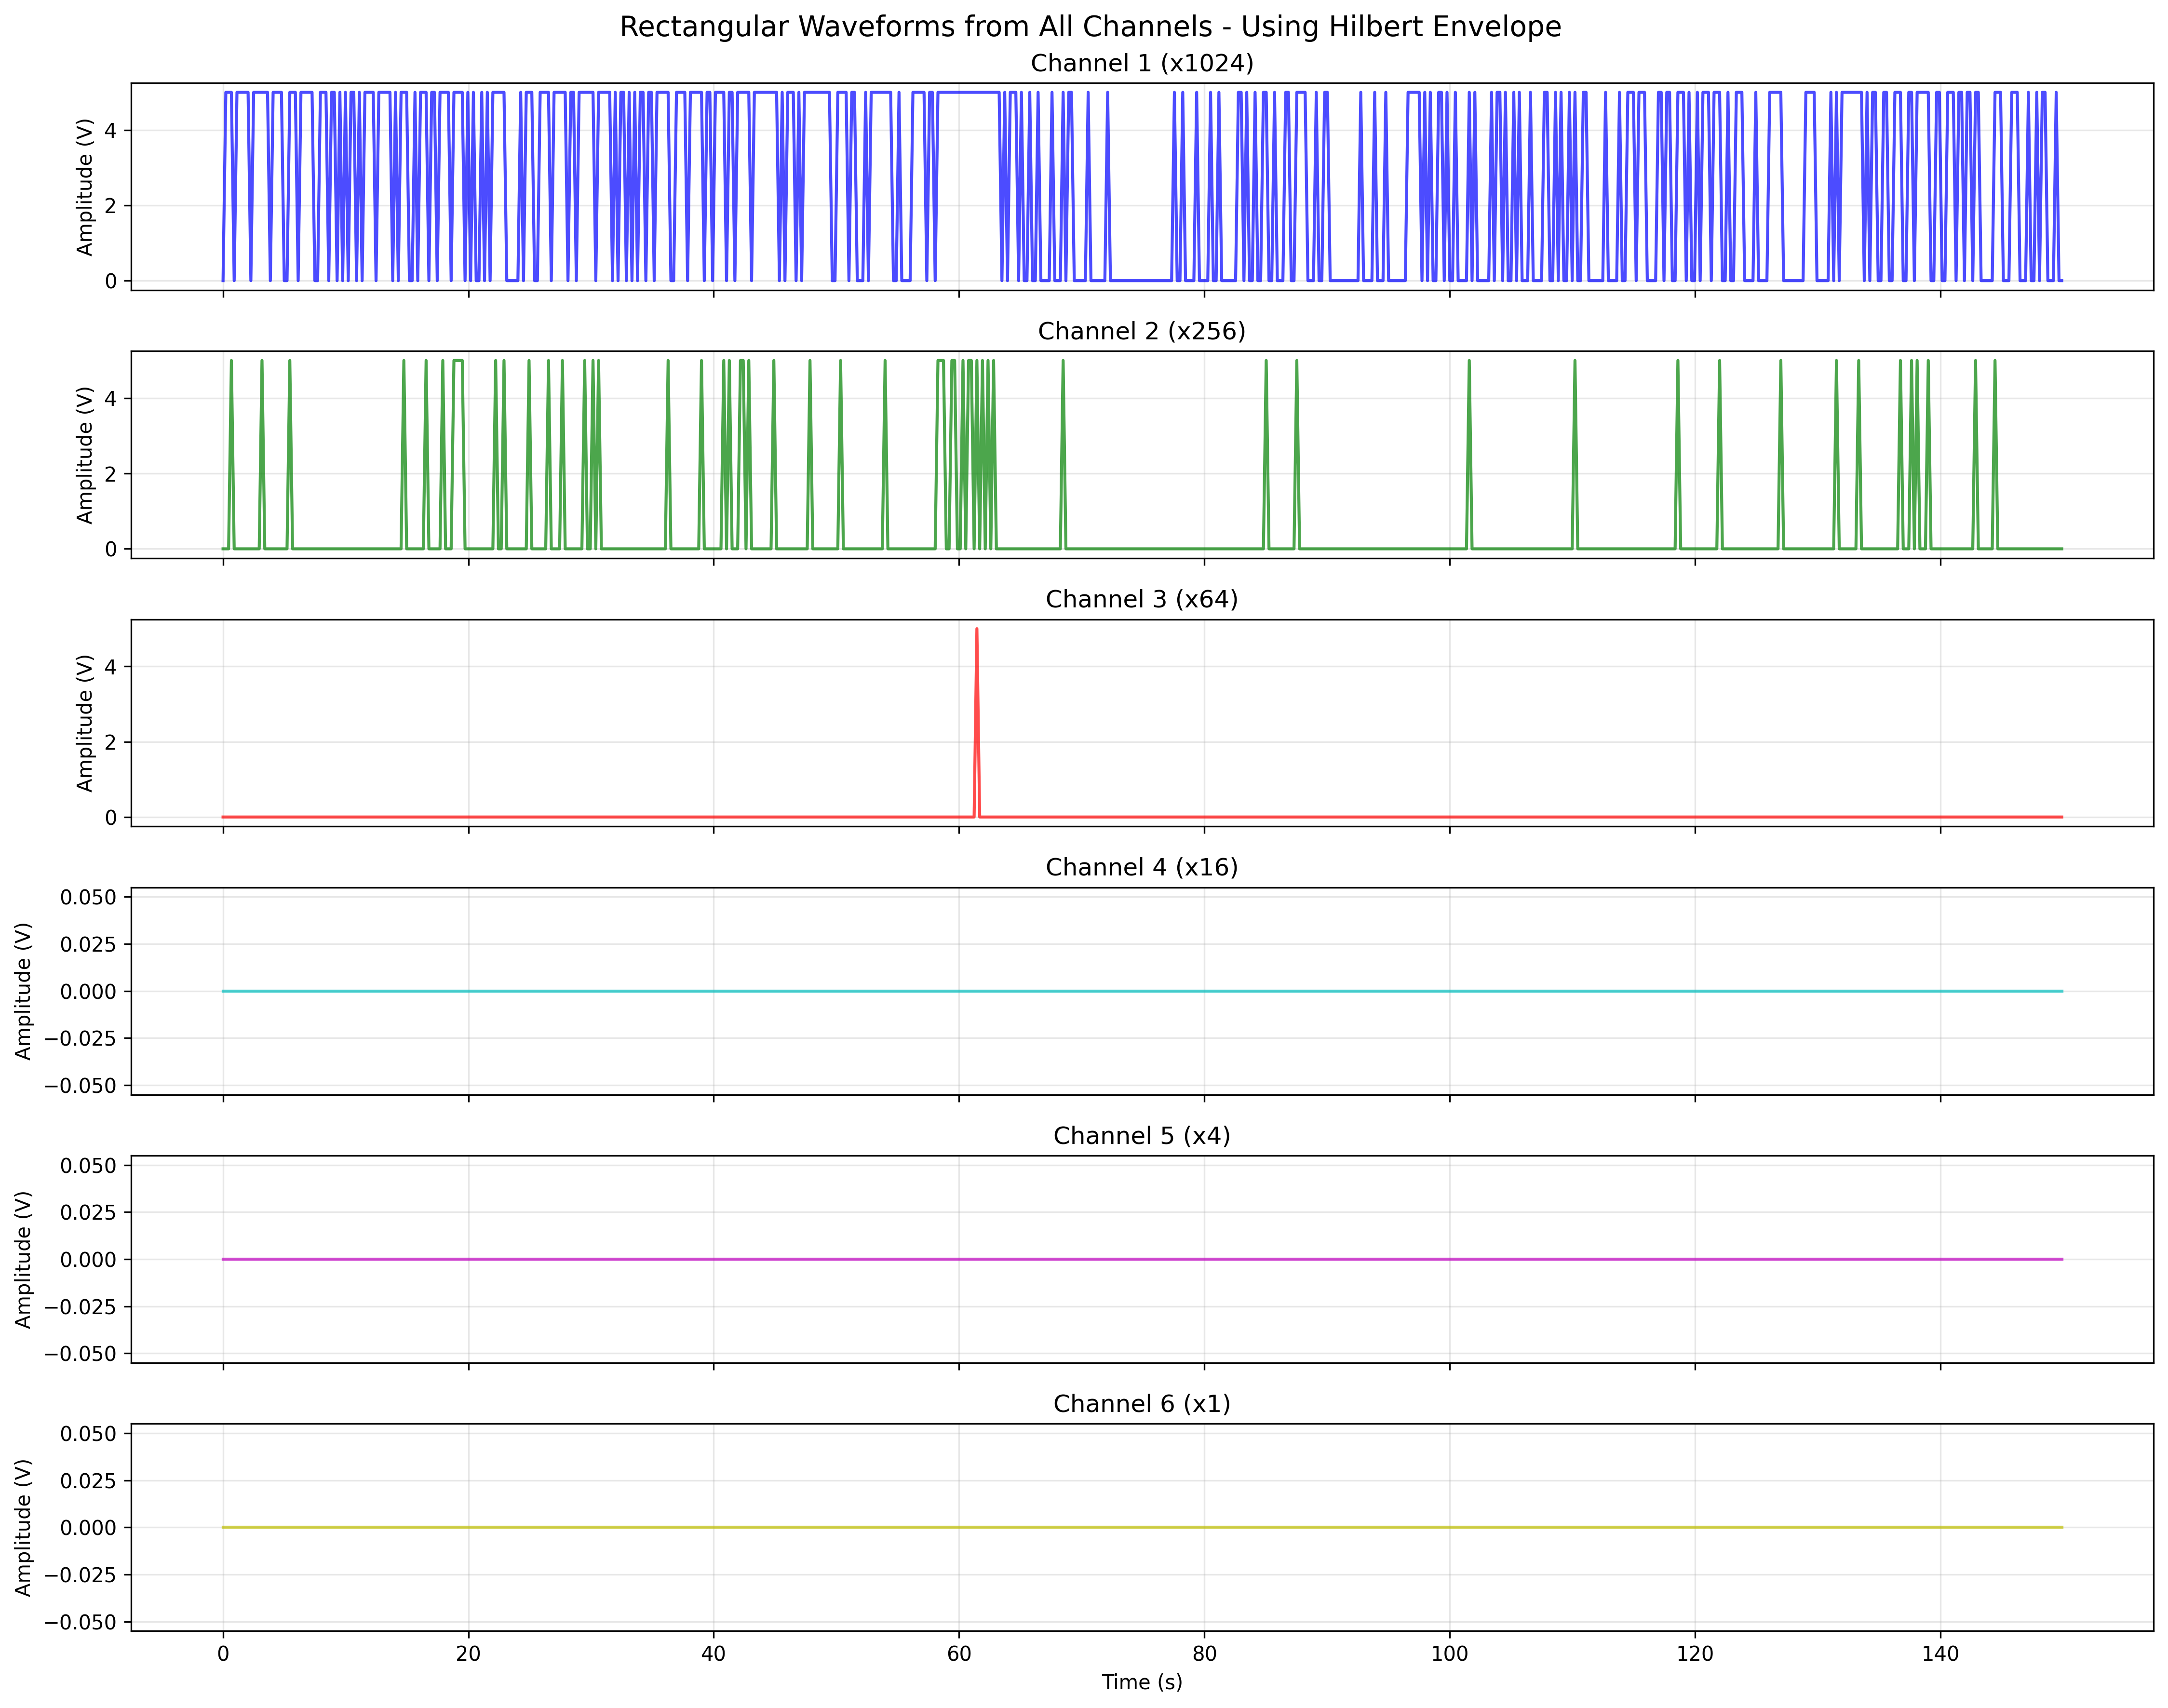 Rectangular Waveforms from All Channels - Using Hilbert Envelope
Channel 1 (x1024)
Amplitude (V)
4
2
0
Channel 2 (x256)
Amplitude (V)
4
2
0
Channel 3 (x64)
Amplitude (V)
4
2
0
Channel 4 (x16)
Amplitude (V)
0.050
0.025
0.000
−0.025
−0.050
Channel 5 (x4)
Amplitude (V)
0.050
0.025
0.000
−0.025
−0.050
Channel 6 (x1)
Amplitude (V)
0.050
0.025
0.000
−0.025
−0.050
0 20 40 60 80 100 120 140
Time (s)